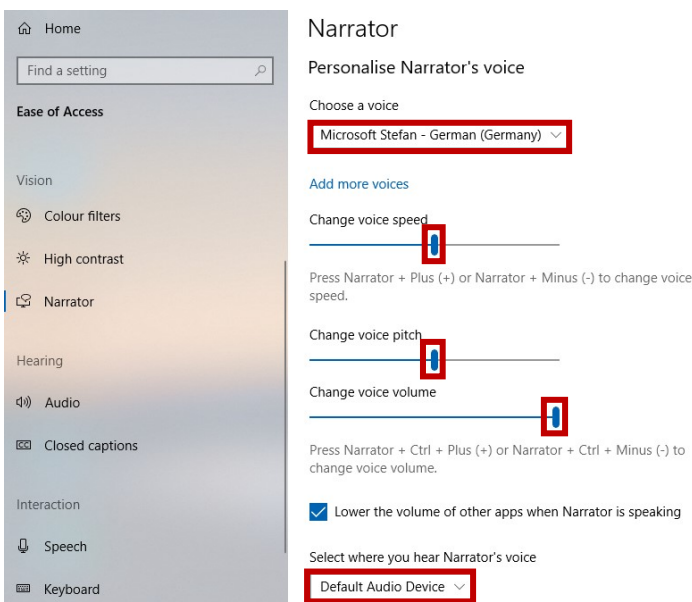 Home
Find a setting
Ease of Access
Vision
Colour filters
High contrast
Narrator
Hearing
Audio
Closed captions
Interaction
Speech
Keyboard
Narrator
Personalise Narrator's voice
Choose a voice
Microsoft Stefan - German (Germany)
Add more voices
Change voice speed
Press Narrator + Plus (+) or Narrator + Minus (-) to change voice
speed.
Change voice pitch
Change voice volume
Press Narrator + Ctrl + Plus (+) or Narrator + Ctrl + Minus (-) to
change voice volume.
Lower the volume of other apps when Narrator is speaking
Select where you hear Narrator's voice
Default Audio Device